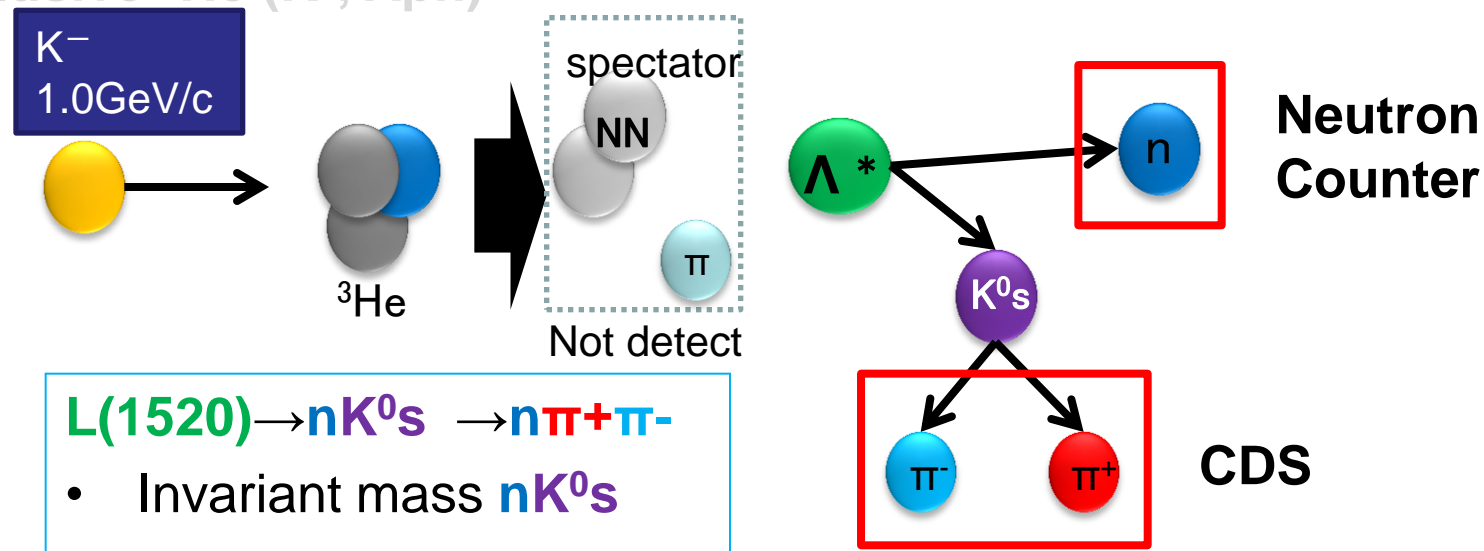 K⁻
1.0GeV/c
spectator
NN
π
Not detect
³He
Λ *
n
Neutron
Counter
K⁰s
π⁻
π⁺
CDS
L(1520)→nK⁰s →nπ+π-
• Invariant mass nK⁰s